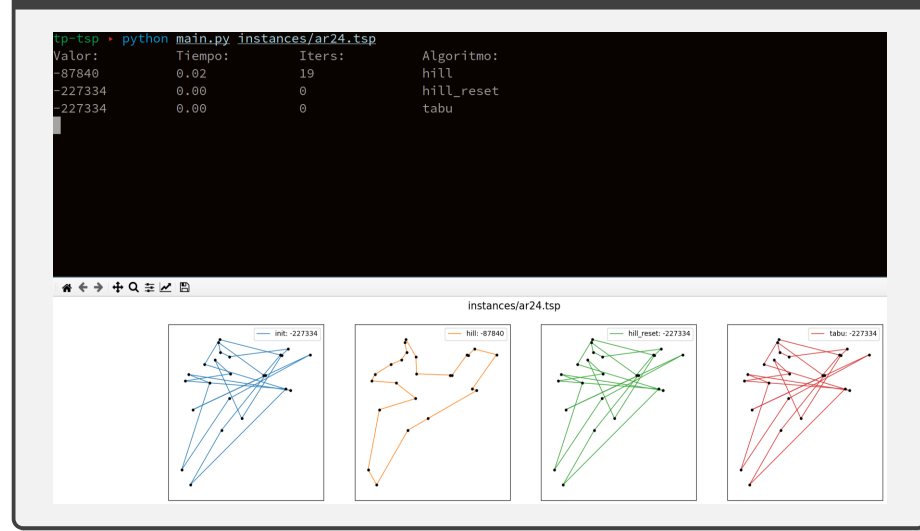 tp-tsp ▸ python main.py instances/ar24.tsp
Valor: Tiempo: Iters: Algoritmo:
-87840 0.02 19 hill
-227334 0.00 0 hill_reset
-227334 0.00 0 tabu
instances/ar24.tsp
init: -227334
hill: -87840
hill_reset: -227334
tabu: -227334